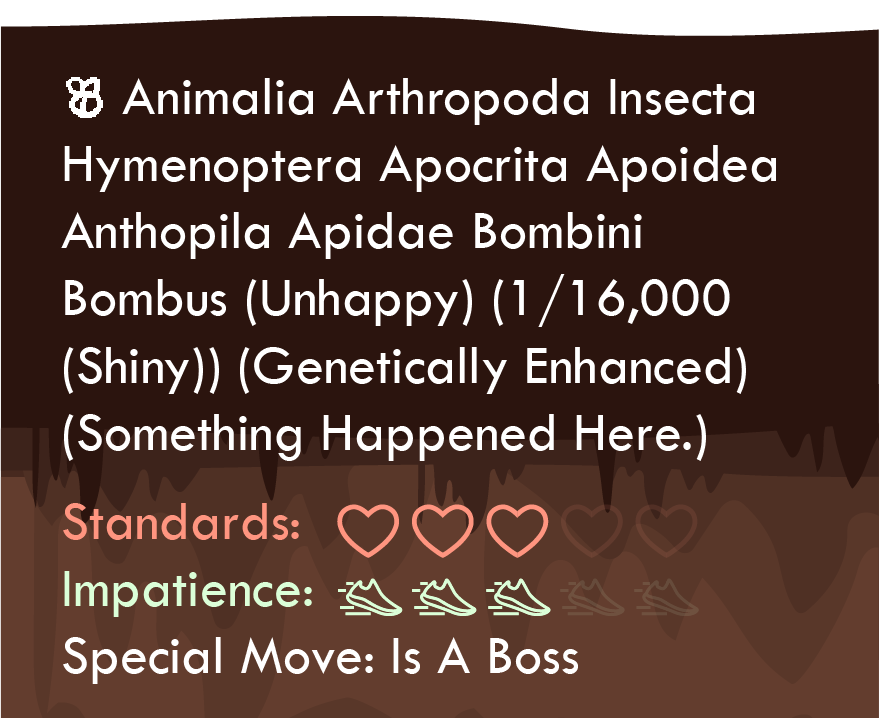 Animalia Arthropoda Insecta
Hymenoptera Apocrita Apoidea
Anthopila Apidae Bombini
Bombus (Unhappy) (1/16,000
(Shiny)) (Genetically Enhanced)
(Something Happened Here.)
Standards:
Impatience:
Special Move: Is A Boss